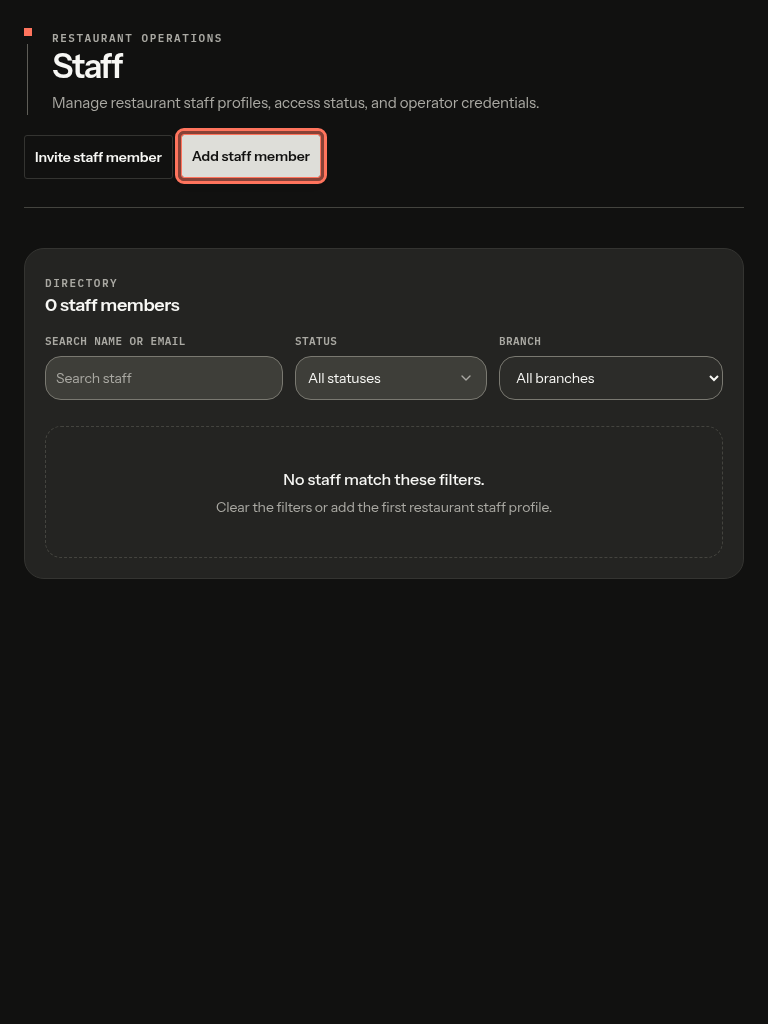 RESTAURANT OPERATIONS
Staff
Manage restaurant staff profiles, access status, and operator credentials.
Invite staff member
Add staff member
DIRECTORY
0 staff members
SEARCH NAME OR EMAIL
STATUS
BRANCH
Search staff
All statuses
All branches
No staff match these filters.
Clear the filters or add the first restaurant staff profile.